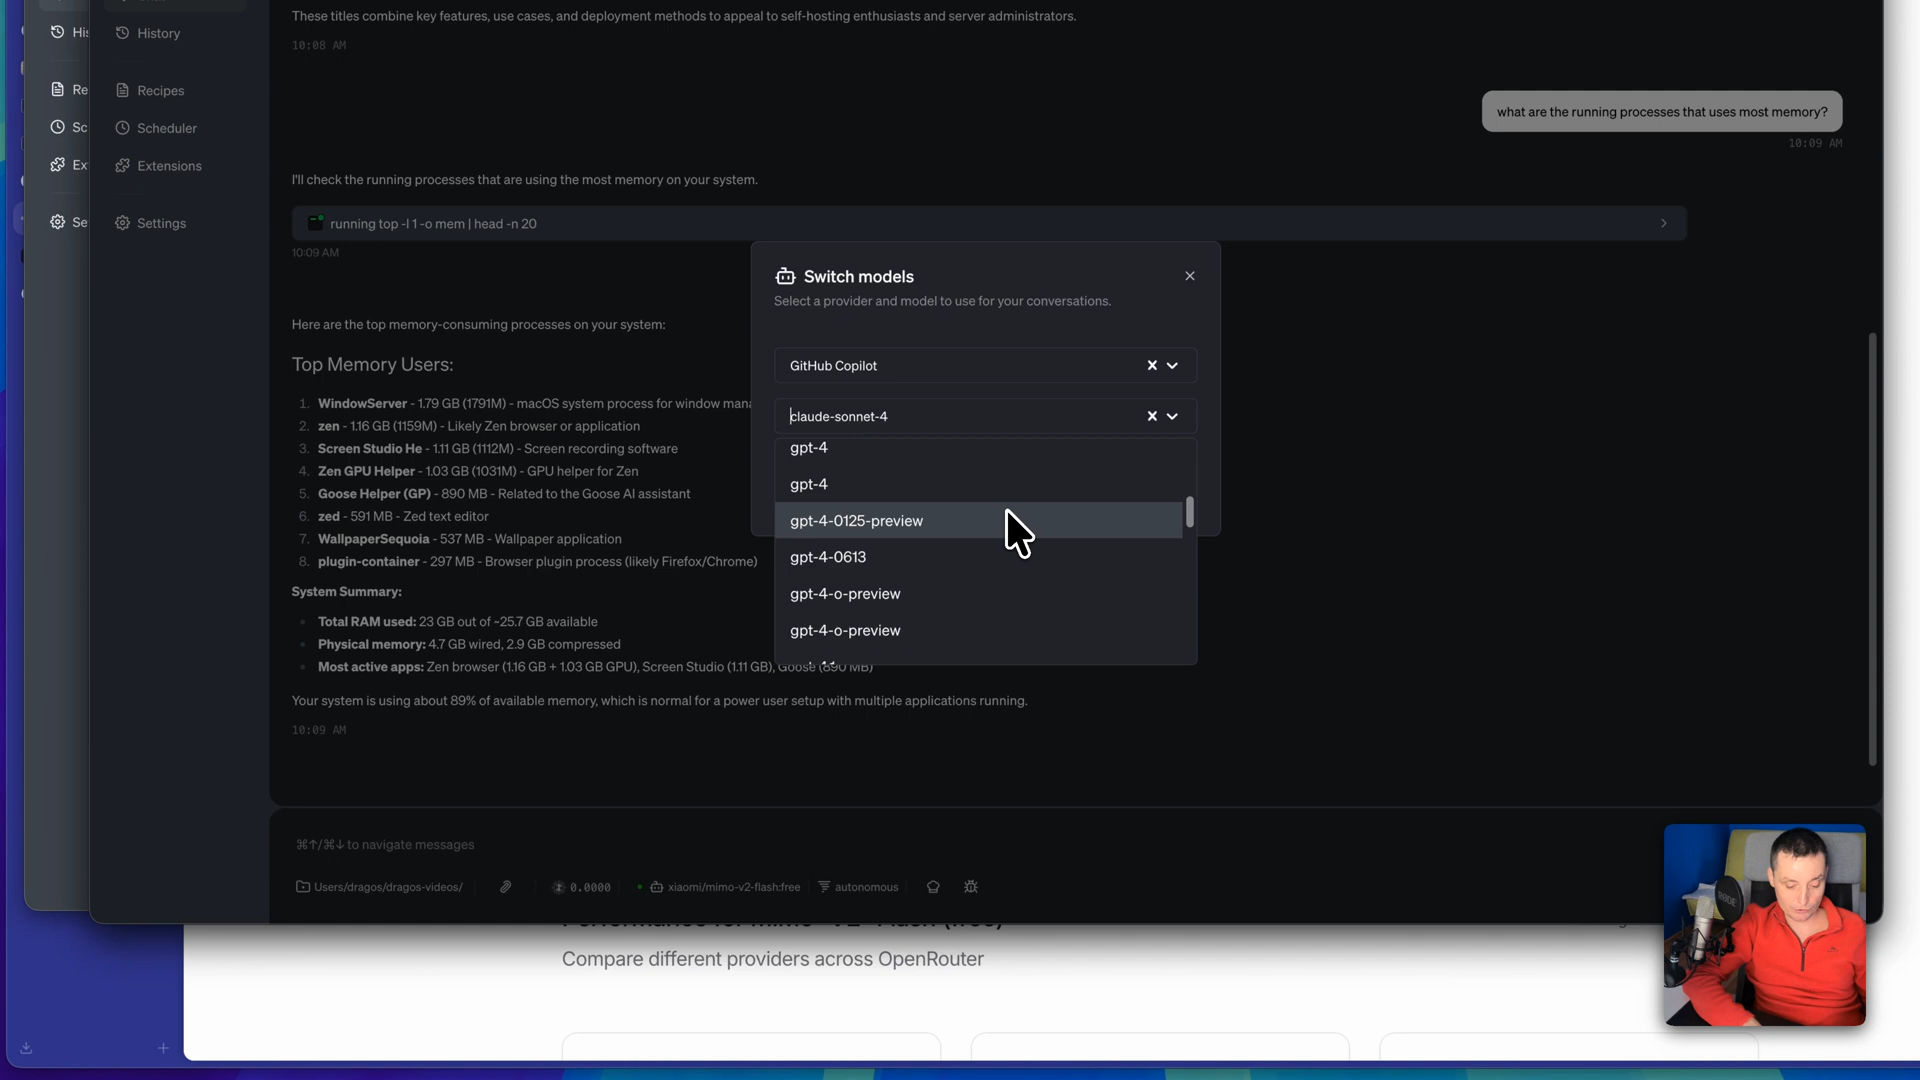 These titles combine key features, use cases, and deployment methods to appeal to self-hosting enthusiasts and server administrators.
10:08 AM
His
History
Re
Recipes
Sc
Scheduler
Ex
Extensions
Se
Settings
what are the running processes that uses most memory?
10:09 AM
I'll check the running processes that are using the most memory on your system.
running top -l 1 -o mem | head -n 20
10:09 AM
Switch models
Select a provider and model to use for your conversations.
GitHub Copilot
claude-sonnet-4
gpt-4
gpt-4
gpt-4-0125-preview
gpt-4-0613
gpt-4-o-preview
gpt-4-o-preview
Here are the top memory-consuming processes on your system:
Top Memory Users:
1. WindowServer - 1.79 GB (1791M) - macOS system process for window mana
2. zen - 1.16 GB (1159M) - Likely Zen browser or application
3. Screen Studio He - 1.11 GB (1112M) - Screen recording software
4. Zen GPU Helper - 1.03 GB (1031M) - GPU helper for Zen
5. Goose Helper (GP) - 890 MB - Related to the Goose AI assistant
6. zed - 591 MB - Zed text editor
7. WallpaperSequoia - 537 MB - Wallpaper application
8. plugin-container - 297 MB - Browser plugin process (likely Firefox/Chrome)
System Summary:
• Total RAM used: 23 GB out of ~25.7 GB available
• Physical memory: 4.7 GB wired, 2.9 GB compressed
• Most active apps: Zen browser (1.16 GB + 1.03 GB GPU), Screen Studio (1.11 GB), Goose (890 MB)
Your system is using about 89% of available memory, which is normal for a power user setup with multiple applications running.
10:09 AM
⌘↑/⌘↓ to navigate messages
Users/dragos/dragos-videos/
0.0000
xiaomi/mimo-v2-flash:free
autonomous
Compare different providers across OpenRouter
RODE